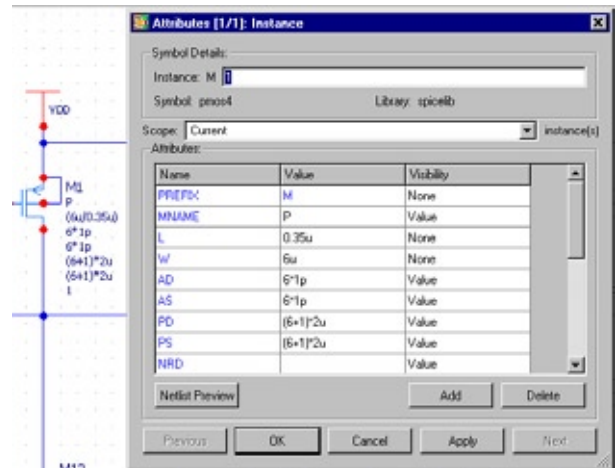 VDD
M1
P
(6u/0.35u)
6*1p
6*1p
(6+1)*2u
(6+1)*2u
1
Attributes [1/1]: Instance
Symbol Details:
Instance: M 1
Symbol: pmos4 Library: spicelib
Scope: Current instance(s)
Attributes:
Name Value Visibility
PREFIX M None
MNAME P Value
L 0.35u None
W 6u None
AD 6*1p Value
AS 6*1p Value
PD (6+1)*2u Value
PS (6+1)*2u Value
NRD Value
Netlist Preview Add Delete
Previous OK Cancel Apply Next